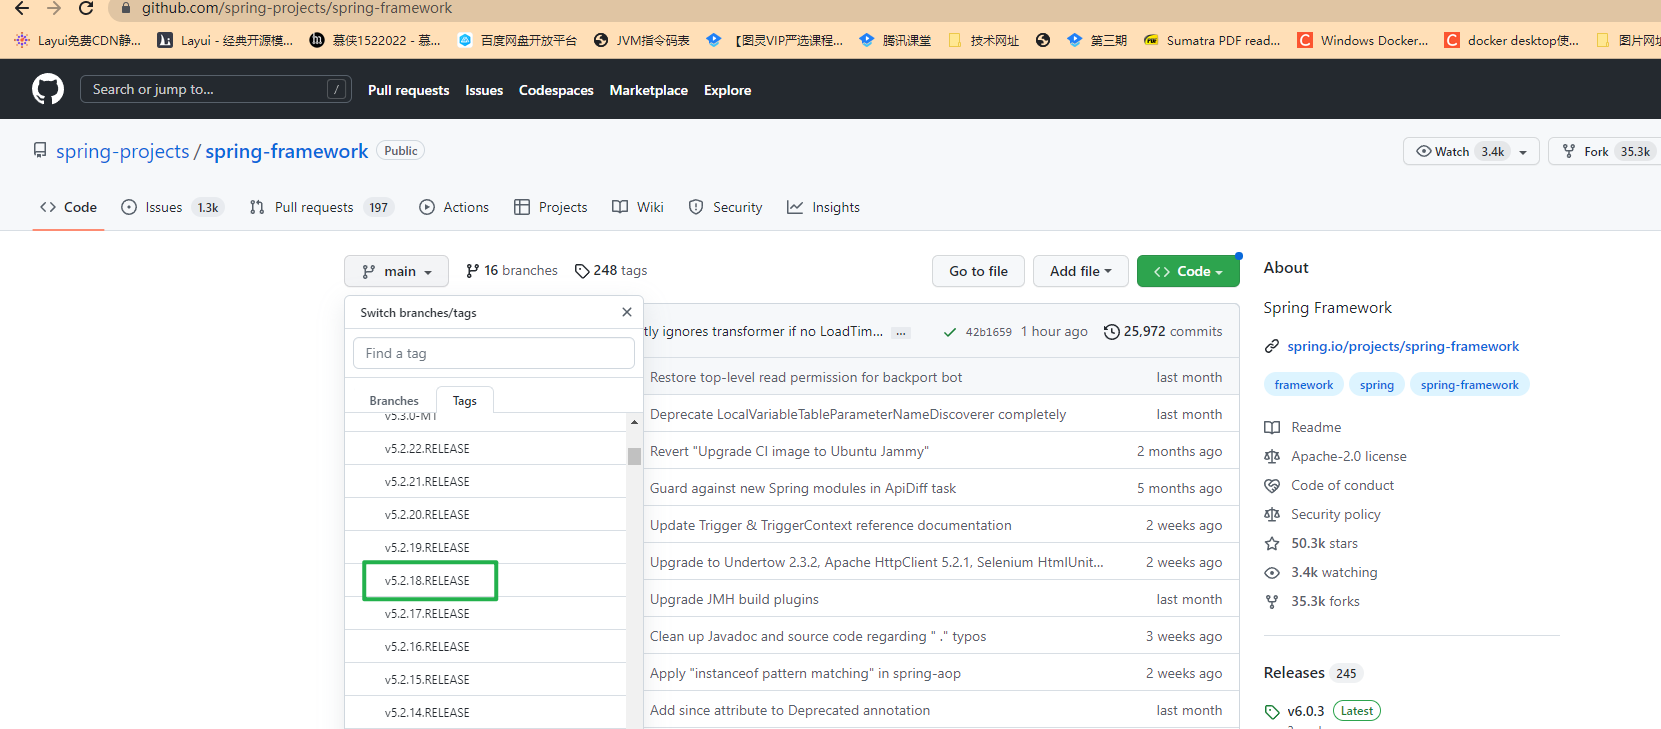 github.com/spring-projects/spring-framework
Layui免费CDN静... Layui - 经典开源模... 慕侠1522022 - 慕... 百度网盘开放平台 JVM指令码表 【图灵VIP严选课程... 腾讯课堂 技术网址 第三期 Sumatra PDF read... Windows Docker... docker desktop使... 图片网址
Search or jump to... / Pull requests Issues Codespaces Marketplace Explore
spring-projects / spring-framework Public Watch 3.4k Fork 35.3k
Code Issues 1.3k Pull requests 197 Actions Projects Wiki Security Insights
main 16 branches 248 tags Go to file Add file Code
Switch branches/tags
Find a tag
Branches Tags
v5.3.0-M1
v5.2.22.RELEASE
v5.2.21.RELEASE
v5.2.20.RELEASE
v5.2.19.RELEASE
v5.2.18.RELEASE
v5.2.17.RELEASE
v5.2.16.RELEASE
v5.2.15.RELEASE
v5.2.14.RELEASE
tly ignores transformer if no LoadTim... ... 42b1659 1 hour ago 25,972 commits
Restore top-level read permission for backport bot last month
Deprecate LocalVariableTableParameterNameDiscoverer completely last month
Revert "Upgrade CI image to Ubuntu Jammy" 2 months ago
Guard against new Spring modules in ApiDiff task 5 months ago
Update Trigger & TriggerContext reference documentation 2 weeks ago
Upgrade to Undertow 2.3.2, Apache HttpClient 5.2.1, Selenium HtmlUnit... 2 weeks ago
Upgrade JMH build plugins last month
Clean up Javadoc and source code regarding " ." typos 3 weeks ago
Apply "instanceof pattern matching" in spring-aop 2 weeks ago
Add since attribute to Deprecated annotation last month
About
Spring Framework
spring.io/projects/spring-framework
framework spring spring-framework
Readme
Apache-2.0 license
Code of conduct
Security policy
50.3k stars
3.4k watching
35.3k forks
Releases 245
v6.0.3 Latest